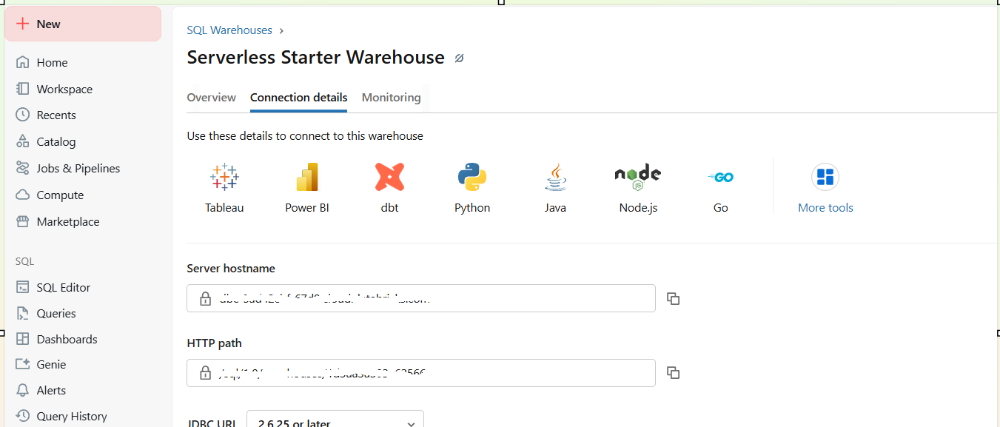 New
Home
Workspace
Recents
Catalog
Jobs & Pipelines
Compute
Marketplace
SQL
SQL Editor
Queries
Dashboards
Genie
Alerts
Query History
SQL Warehouses ›
Serverless Starter Warehouse
Overview Connection details Monitoring
Use these details to connect to this warehouse
node
JS
GO
Tableau Power BI dbt Python Java Node.js Go More tools
Server hostname
HTTP path
JDBC URL 2.6.25 or later